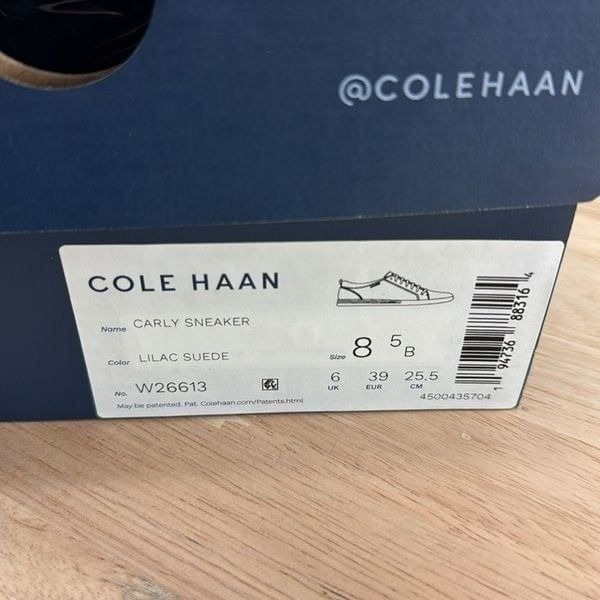 @COLEHAAN
COLE HAAN
Name CARLY SNEAKER
Color LILAC SUEDE
No. W26613
May be patented. Pat. Colehaan.com/Patents.html
Size 8 5 B
6 39 25.5
UK EUR CM
4500435704
1 94736 88316 4